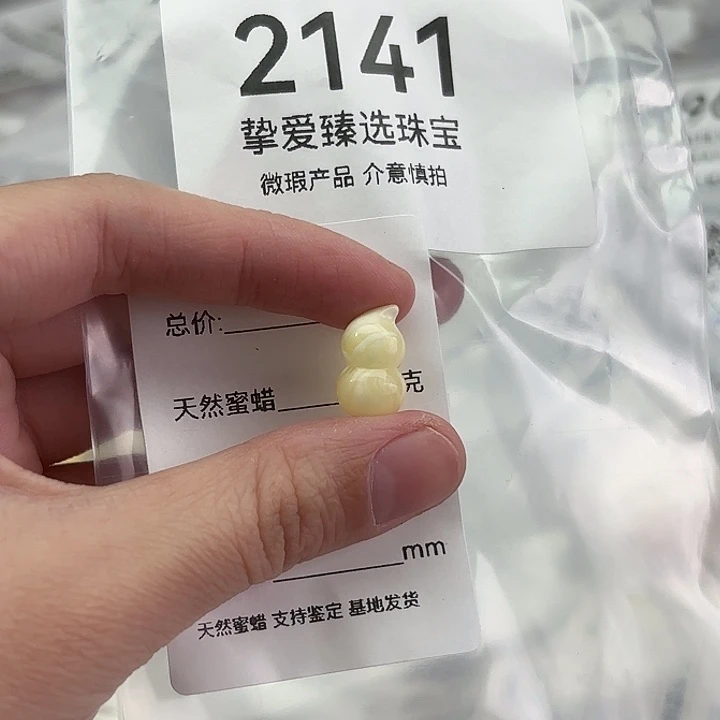 2141
挚爱臻选珠宝
微瑕产品 介意慎拍
总价:
天然蜜蜡 克
mm
天然蜜蜡 支持鉴定 基地发货